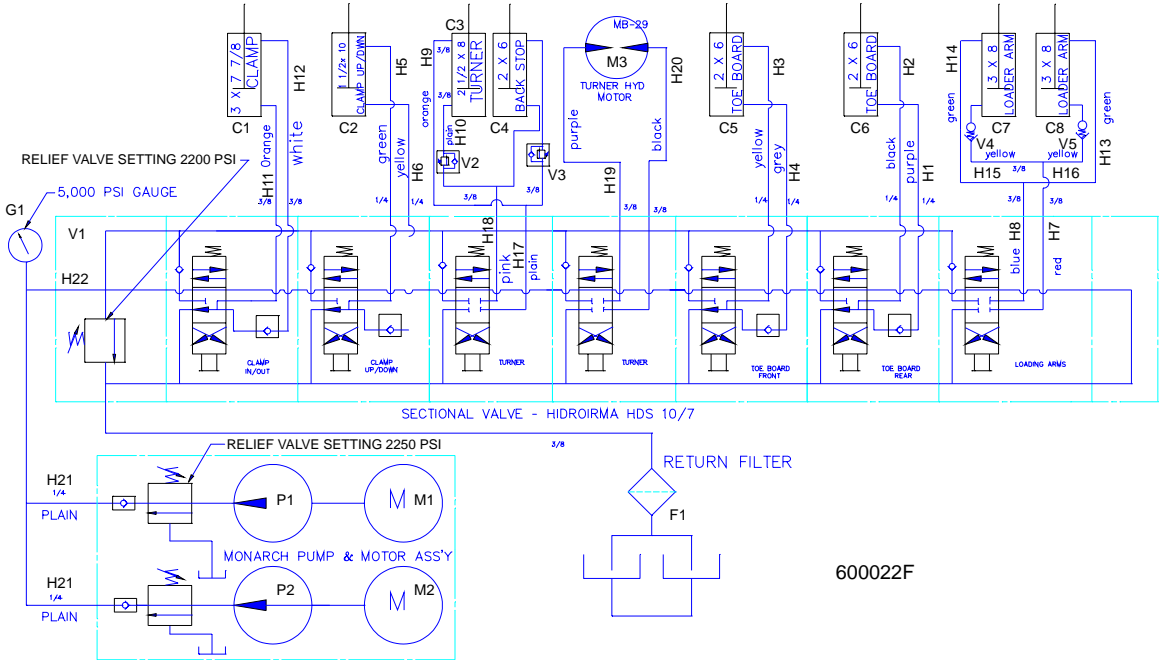 C1
3 X 7 7/8
CLAMP
H12
Orange
white
H11
3/8
3/8
C2
1 1/2x 10
CLAMP UP/DWN
H5
green
yellow
H6
1/4
1/4
C3
H9
3/8
3/8
2 1/2 X 8
TURNER
orange
plain
H10
V2
C4
2 X 6
BACK STOP
V3
3/8
3/8
H18
H17
pink
plain
MB-29
M3
TURNER HYD
MOTOR
H20
purple
black
H19
3/8
3/8
C5
2 X 6
TOE BOARD
H3
yellow
grey
H4
1/4
1/4
C6
2 X 6
TOE BOARD
H2
black
purple
H1
1/4
1/4
H14
3 X 8
LOADER ARM
C7
green
V4
yellow
H15
3 X 8
LOADER ARM
C8
green
V5
yellow
H16
H13
3/8
H8
H7
blue
red
RELIEF VALVE SETTING 2200 PSI
5,000 PSI GAUGE
G1
V1
H22
CLAMP
IN/OUT
CLAMP
UP/DOWN
TURNER
TURNER
TOE BOARD
FRONT
TOE BOARD
REAR
LOADING ARMS
SECTIONAL VALVE - HIDROIRMA HDS 10/7
3/8
RELIEF VALVE SETTING 2250 PSI
RETURN FILTER
F1
H21
1/4
PLAIN
P1
M M1
MONARCH PUMP & MOTOR ASS'Y
H21
1/4
PLAIN
P2
M M2
600022F